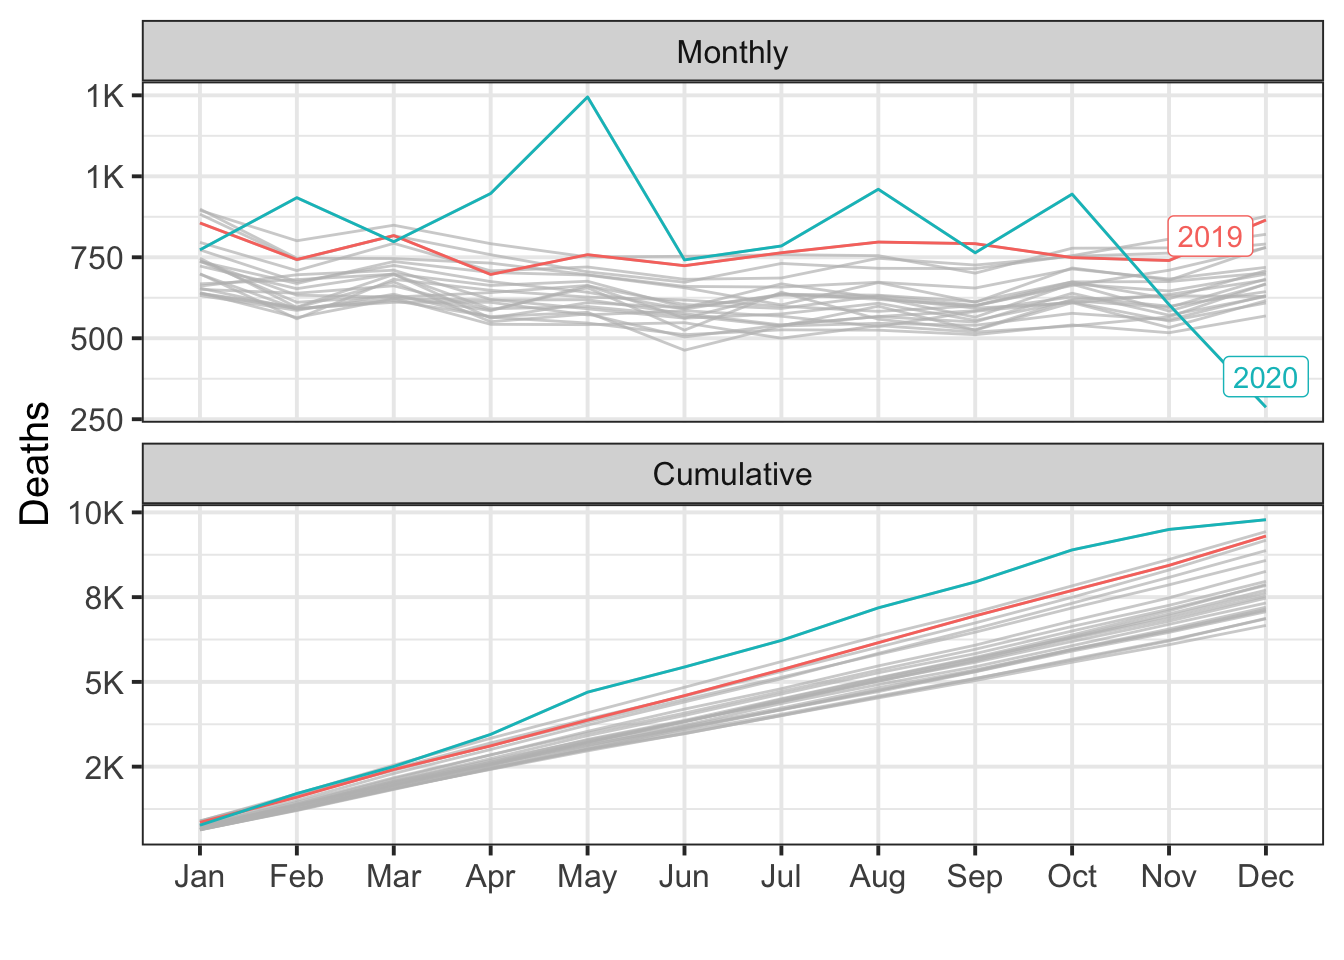 Monthly
1K
1K
750
500
250
2019
2020
Deaths
Cumulative
10K
8K
5K
2K
Jan Feb Mar Apr May Jun Jul Aug Sep Oct Nov Dec